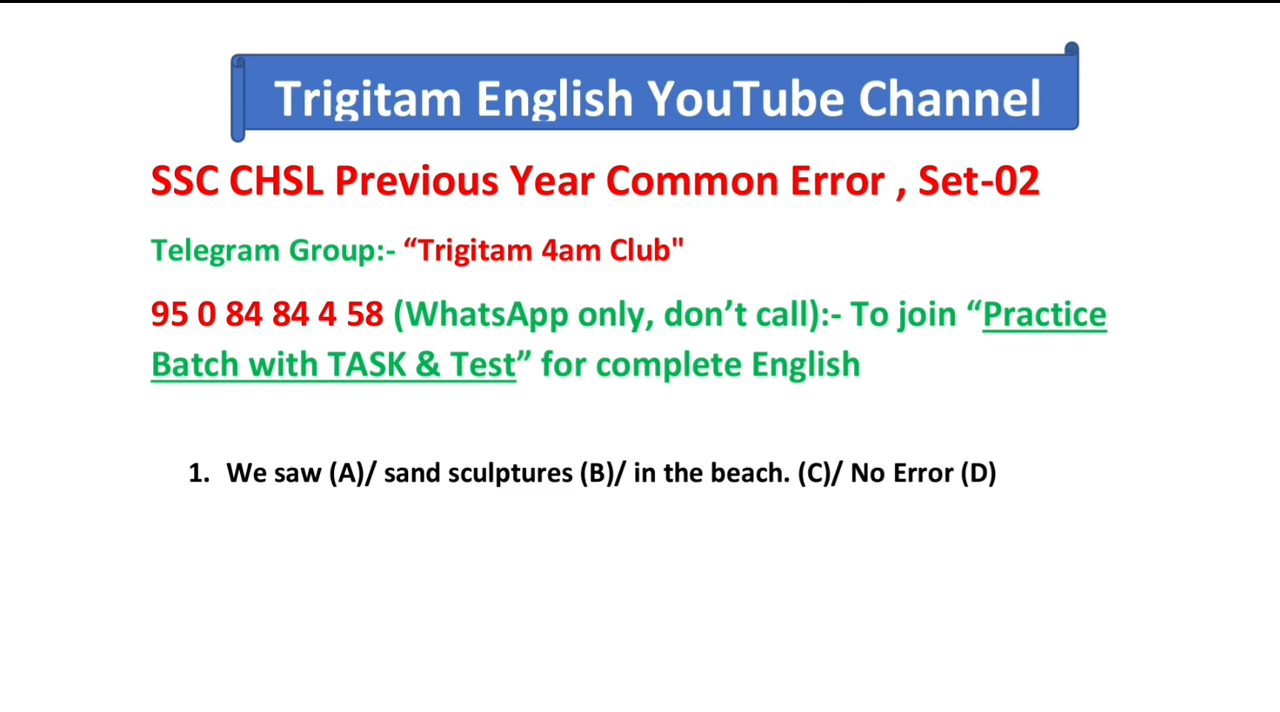 Trigitam English YouTube Channel
SSC CHSL Previous Year Common Error , Set-02
Telegram Group:- “Trigitam 4am Club"
95 0 84 84 4 58 (WhatsApp only, don’t call):- To join “Practice
Batch with TASK & Test” for complete English
1. We saw (A)/ sand sculptures (B)/ in the beach. (C)/ No Error (D)